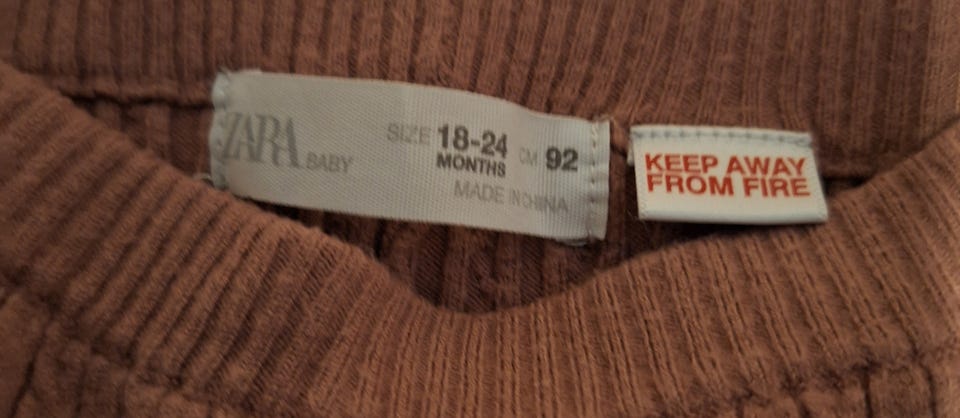 ZARA BABY
SIZE 18-24 MONTHS CM 92
MADE IN CHINA
KEEP AWAY
FROM FIRE